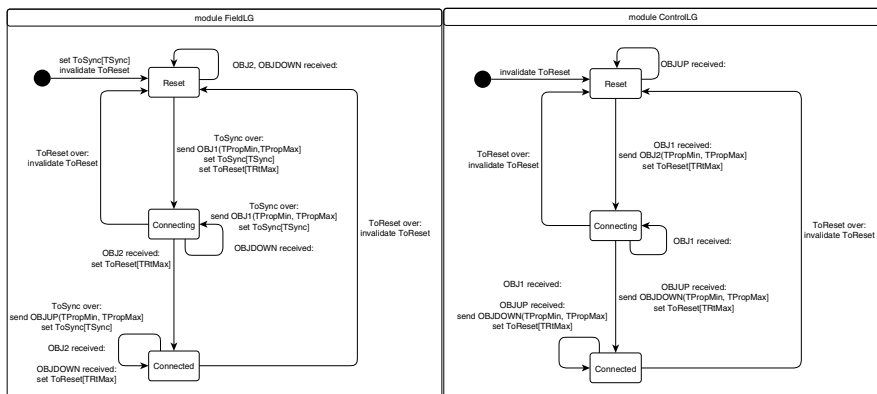 module FieldLG
set ToSync[TSync]
invalidate ToReset
OBJ2, OBJDOWN received:
Reset
ToSync over:
send OBJ1(TPropMin,TPropMax]
set ToSync[TSync]
set ToReset[TRtMax]
ToReset over:
invalidate ToReset
ToSync over:
send OBJ1(TPropMin, TPropMax]
set ToSync[TSync]
Connecting
OBJDOWN received:
ToReset over:
invalidate ToReset
OBJ2 received:
set ToReset[TRtMax]
ToSync over:
send OBJUP(TPropMin, TPropMax]
set ToSync[TSync]
OBJ2 received:
OBJDOWN received:
set ToReset[TRtMax]
Connected
module ControlLG
invalidate ToReset
OBJUP received:
Reset
OBJ1 received:
send OBJ2(TPropMin, TPropMax]
set ToReset[TRtMax]
ToReset over:
invalidate ToReset
Connecting
OBJ1 received:
ToReset over:
invalidate ToReset
OBJ1 received:
OBJUP received:
send OBJDOWN(TPropMin, TPropMax]
set ToReset[TRtMax]
OBJUP received:
send OBJDOWN(TPropMin, TPropMax]
set ToReset[TRtMax]
Connected